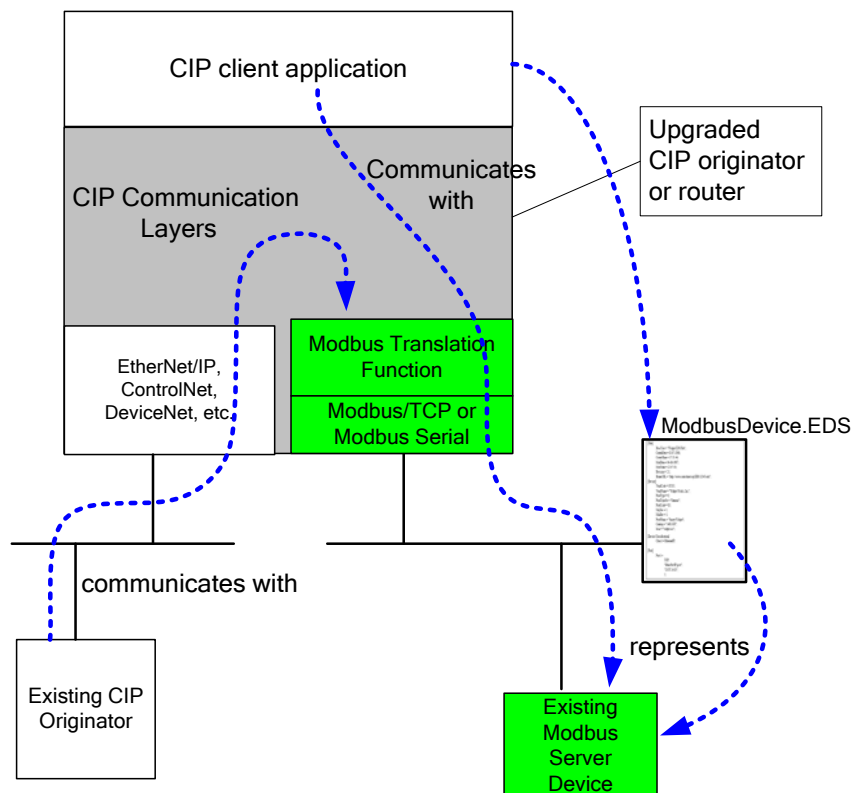 CIP client application
Upgraded
CIP originator
or router
Communicates
with
CIP Communication
Layers
Modbus Translation
Function
EtherNet/IP,
ControlNet,
DeviceNet, etc.
Modbus/TCP or
Modbus Serial
ModbusDevice.EDS
communicates with
represents
Existing CIP
Originator
Existing
Modbus
Server
Device